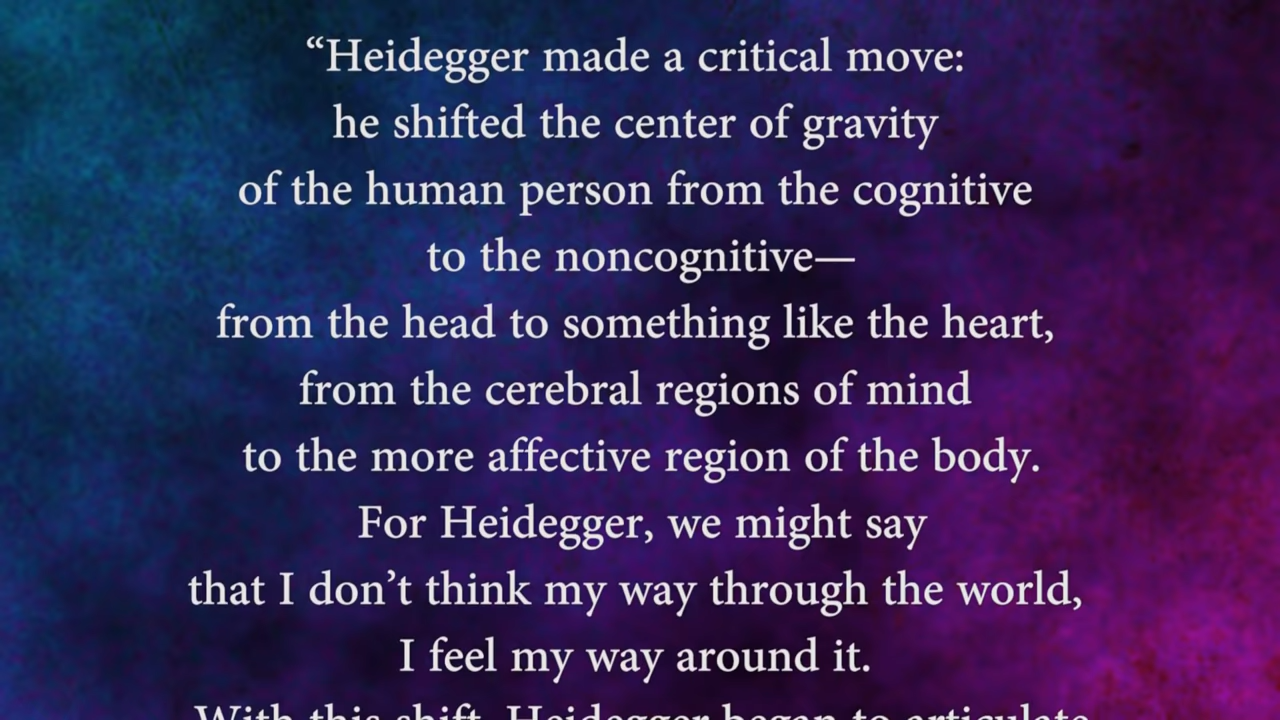 “Heidegger made a critical move:
he shifted the center of gravity
of the human person from the cognitive
to the noncognitive—
from the head to something like the heart,
from the cerebral regions of mind
to the more affective region of the body.
For Heidegger, we might say
that I don’t think my way through the world,
I feel my way around it.
With this shift, Heidegger began to articulate